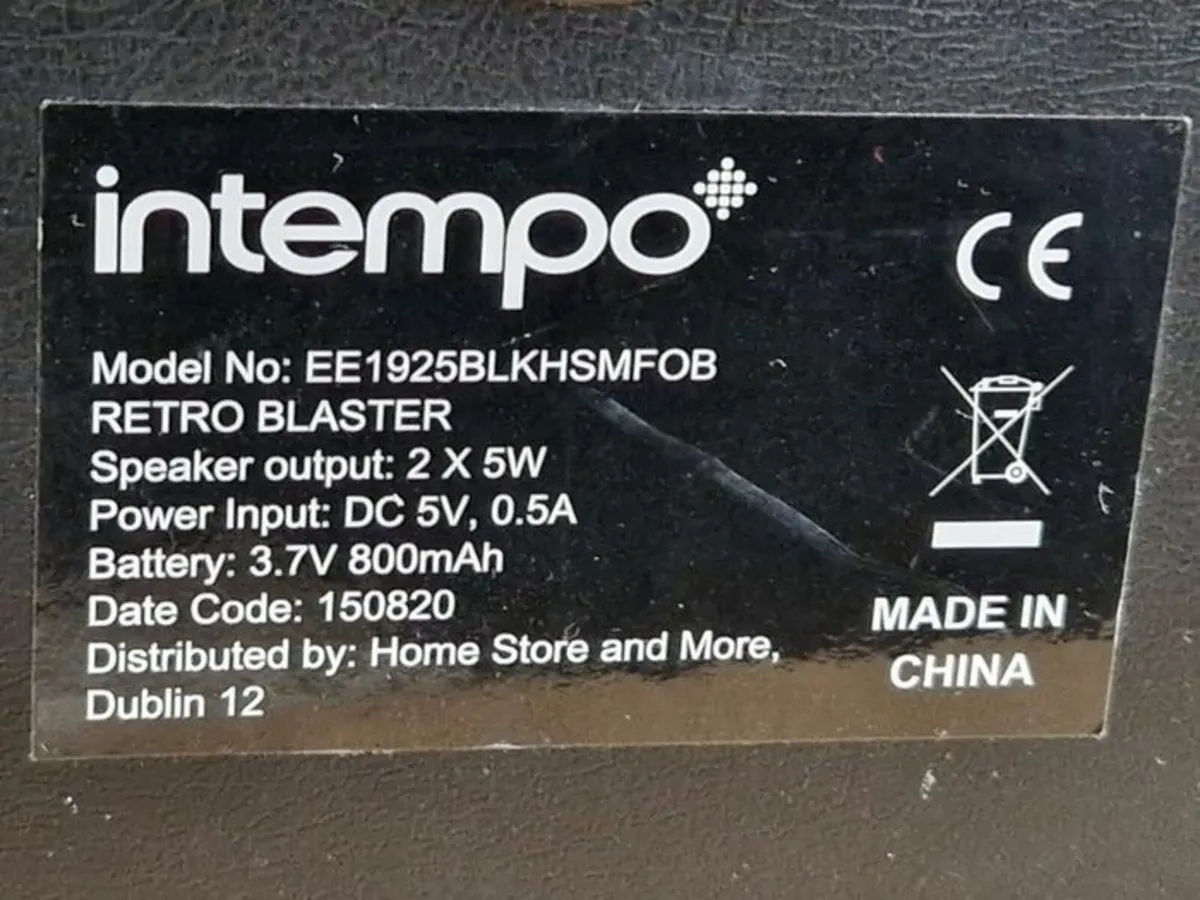 intempo
CE
Model No: EE1925BLKHSMFOB
RETRO BLASTER
Speaker output: 2 X 5W
Power Input: DC 5V, 0.5A
Battery: 3.7V 800mAh
Date Code: 150820
Distributed by: Home Store and More,
Dublin 12
MADE IN
CHINA